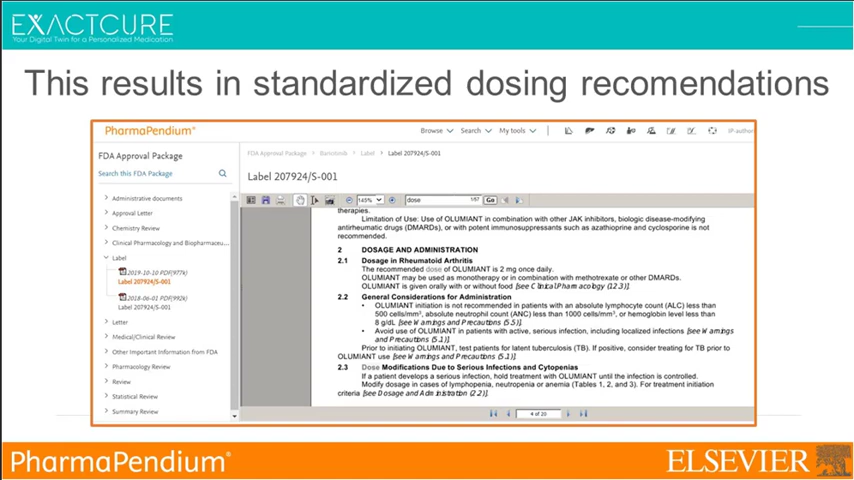 EXACTCURE
Your Digital Twin for a Personalized Medication
This results in standardized dosing recomendations
PharmaPendium®
Browse Search My tools
FDA Approval Package
Search this FDA Package
Administrative documents
Approval Letter
Chemistry Review
Clinical Pharmacology and Biopharmaceu...
Label
2019-10-10 PDF(977k)
Label 207924/S-001
2018-06-01 PDF(992k)
Label 207924/S-001
Letter
Medical/Clinical Review
Other Important Information from FDA
Pharmacology Review
Review
Statistical Review
Summary Review
FDA Approval Package > Baricitinib > Label > Label 207924/S-001
Label 207924/S-001
145% dose 1/67 Go
therapies.
Limitation of Use: Use of OLUMIANT in combination with other JAK inhibitors, biologic disease-modifying
antirheumatic drugs (DMARDs), or with potent immunosuppressants such as azathioprine and cyclosporine is not
recommended.
2 DOSAGE AND ADMINISTRATION
2.1 Dosage in Rheumatoid Arthritis
The recommended dose of OLUMIANT is 2 mg once daily.
OLUMIANT may be used as monotherapy or in combination with methotrexate or other DMARDs.
OLUMIANT is given orally with or without food [see Clinical Pharmacology (12.3)].
2.2 General Considerations for Administration
• OLUMIANT initiation is not recommended in patients with an absolute lymphocyte count (ALC) less than
500 cells/mm³, absolute neutrophil count (ANC) less than 1000 cells/mm³, or hemoglobin level less than
8 g/dL [see Warnings and Precautions (5.5)].
• Avoid use of OLUMIANT in patients with active, serious infection, including localized infections [see Warnings
and Precautions (5.1)].
Prior to initiating OLUMIANT, test patients for latent tuberculosis (TB). If positive, consider treating for TB prior to
OLUMIANT use [see Warnings and Precautions (5.1)].
2.3 Dose Modifications Due to Serious Infections and Cytopenias
If a patient develops a serious infection, hold treatment with OLUMIANT until the infection is controlled.
Modify dosage in cases of lymphopenia, neutropenia or anemia (Tables 1, 2, and 3). For treatment initiation
criteria [see Dosage and Administration (2.2)].
4 of 20
PharmaPendium®
ELSEVIER